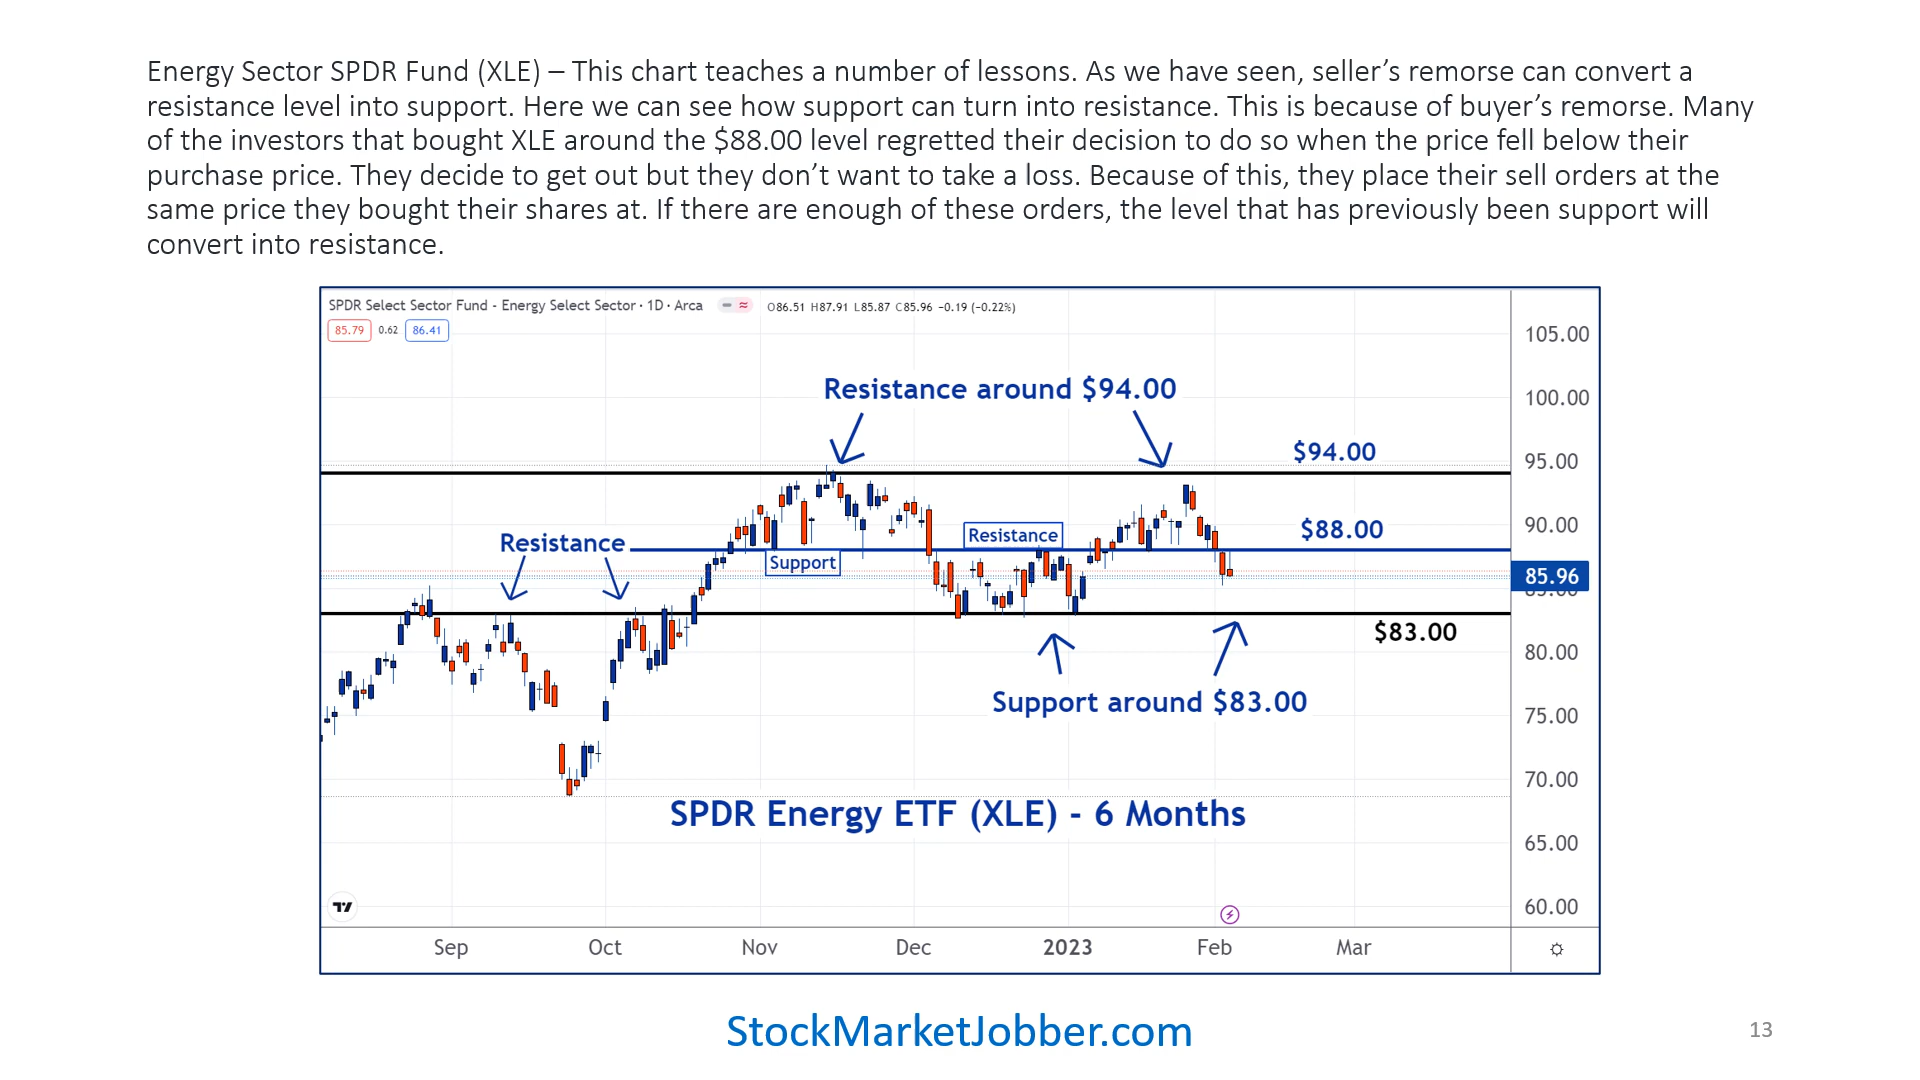 Energy Sector SPDR Fund (XLE) – This chart teaches a number of lessons. As we have seen, seller’s remorse can convert a
resistance level into support. Here we can see how support can turn into resistance. This is because of buyer’s remorse. Many
of the investors that bought XLE around the $88.00 level regretted their decision to do so when the price fell below their
purchase price. They decide to get out but they don’t want to take a loss. Because of this, they place their sell orders at the
same price they bought their shares at. If there are enough of these orders, the level that has previously been support will
convert into resistance.
SPDR Select Sector Fund - Energy Select Sector · 1D · Arca O86.51 H87.91 L85.87 C85.96 −0.19 (−0.22%)
85.79 0.62 86.41
105.00
Resistance around $94.00
100.00
$94.00
95.00
90.00
$88.00
Resistance
Resistance
Support
85.96
85.00
$83.00
80.00
Support around $83.00
75.00
70.00
SPDR Energy ETF (XLE) - 6 Months
65.00
60.00
Sep Oct Nov Dec 2023 Feb Mar
StockMarketJobber.com
13